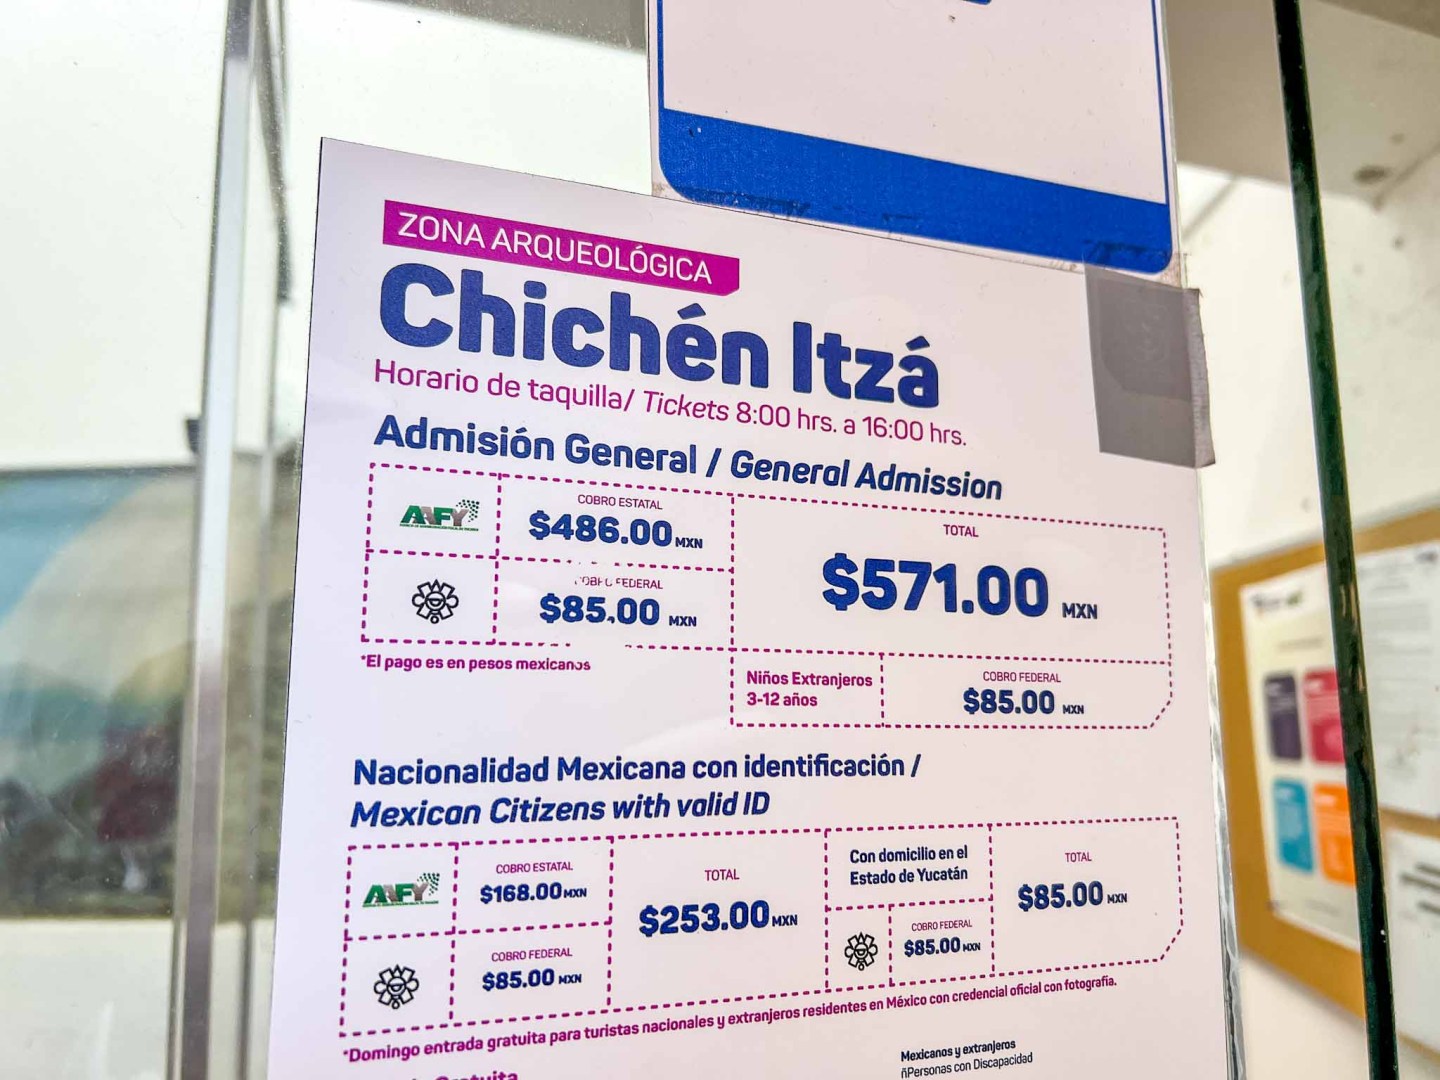 ZONA ARQUEOLÓGICA
Chichén Itzá
Horario de taquilla/ Tickets 8:00 hrs. a 16:00 hrs.
Admisión General / General Admission
AAFY
COBRO ESTATAL
$486.00 MXN
COBRO FEDERAL
$85.00 MXN
TOTAL
$571.00 MXN
*El pago es en pesos mexicanos
Niños Extranjeros
3-12 años
COBRO FEDERAL
$85.00 MXN
Nacionalidad Mexicana con identificación /
Mexican Citizens with valid ID
AAFY
COBRO ESTATAL
$168.00 MXN
COBRO FEDERAL
$85.00 MXN
TOTAL
$253.00 MXN
Con domicilio en el
Estado de Yucatán
COBRO FEDERAL
$85.00 MXN
TOTAL
$85.00 MXN
*Domingo entrada gratuita para turistas nacionales y extranjeros residentes en México con credencial oficial con fotografía.
Mexicanos y extranjeros
ñPersonas con Discapacidad